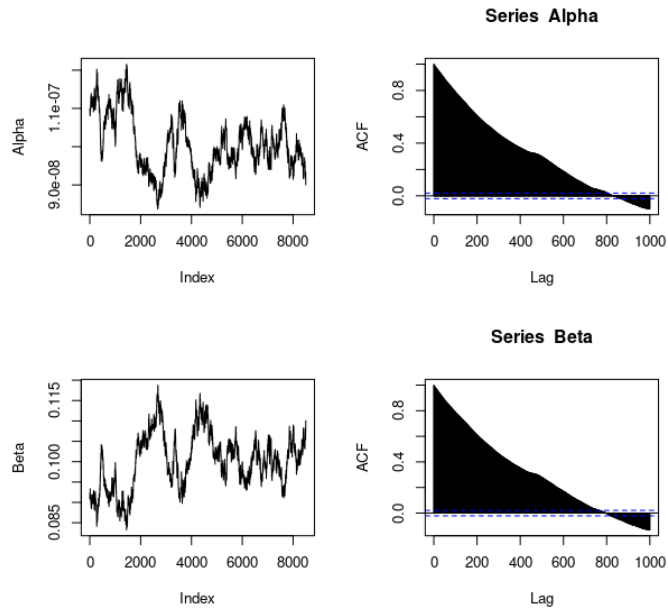 Series Alpha
Alpha
9.0e-08 1.1e-07
0 2000 4000 6000 8000
Index
ACF
0.0 0.4 0.8
0 200 400 600 800 1000
Lag
Series Beta
Beta
0.085 0.100 0.115
0 2000 4000 6000 8000
Index
ACF
0.0 0.4 0.8
0 200 400 600 800 1000
Lag